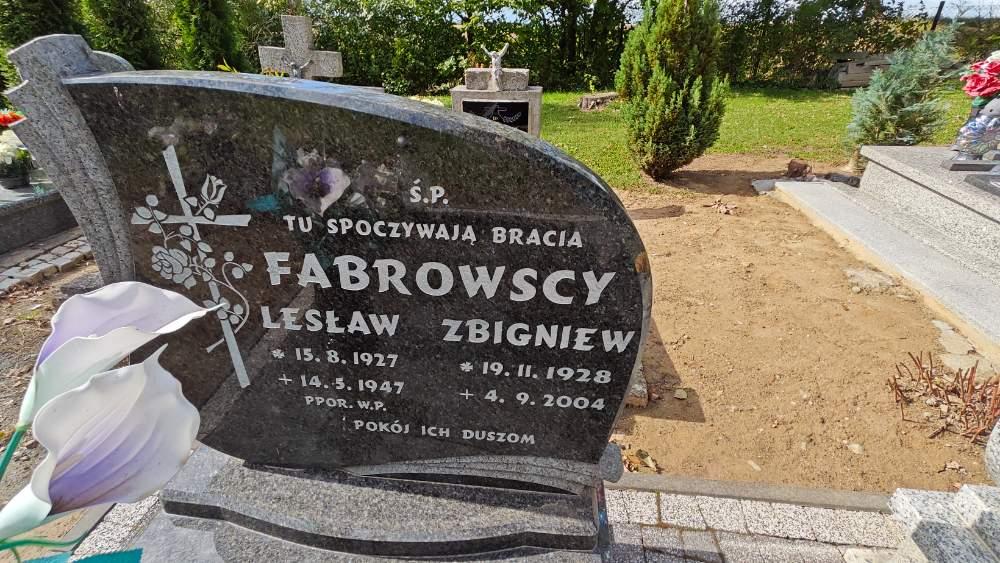 Ś.P.
TU SPOCZYWAJĄ BRACIA
FABROWSCY
LESŁAW ZBIGNIEW
* 15. 8. 1927 * 19. 11. 1928
+ 14. 5. 1947 + 4. 9. 2004
PPOR. W.P.
POKÓJ ICH DUSZOM